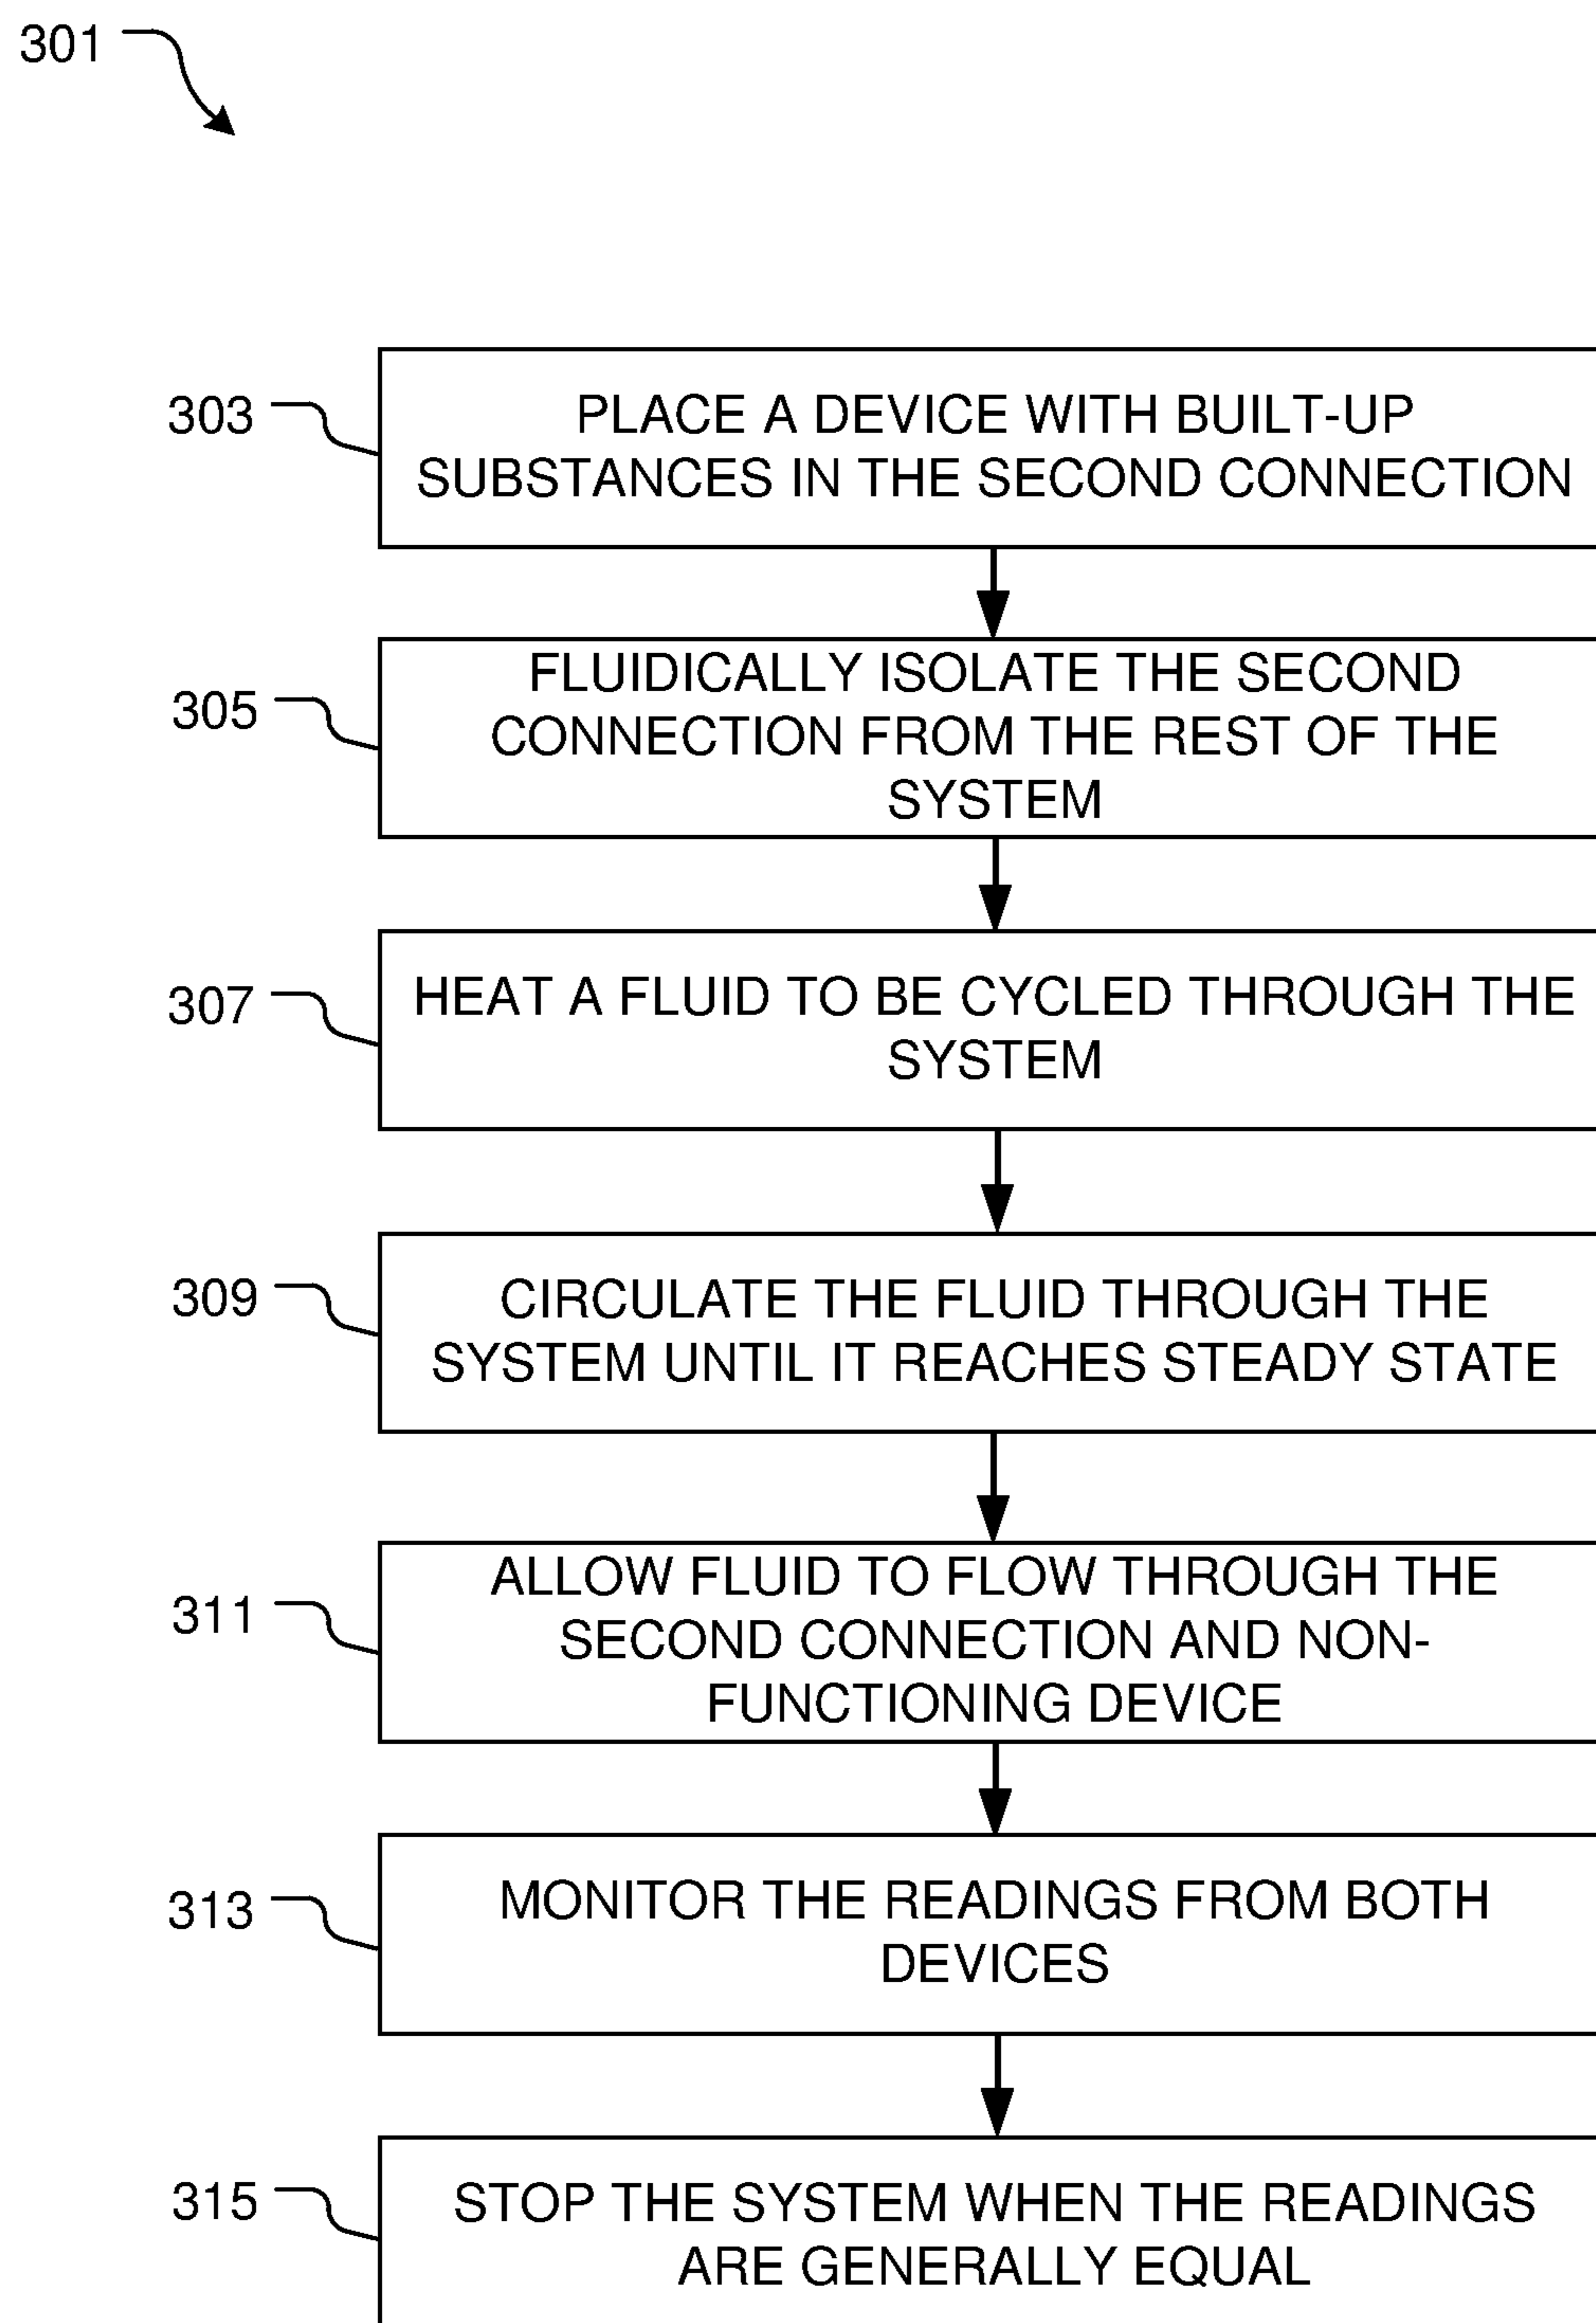 301
303
PLACE A DEVICE WITH BUILT-UP
SUBSTANCES IN THE SECOND CONNECTION
305
FLUIDICALLY ISOLATE THE SECOND
CONNECTION FROM THE REST OF THE
SYSTEM
307
HEAT A FLUID TO BE CYCLED THROUGH THE
SYSTEM
309
CIRCULATE THE FLUID THROUGH THE
SYSTEM UNTIL IT REACHES STEADY STATE
311
ALLOW FLUID TO FLOW THROUGH THE
SECOND CONNECTION AND NON-
FUNCTIONING DEVICE
313
MONITOR THE READINGS FROM BOTH
DEVICES
315
STOP THE SYSTEM WHEN THE READINGS
ARE GENERALLY EQUAL